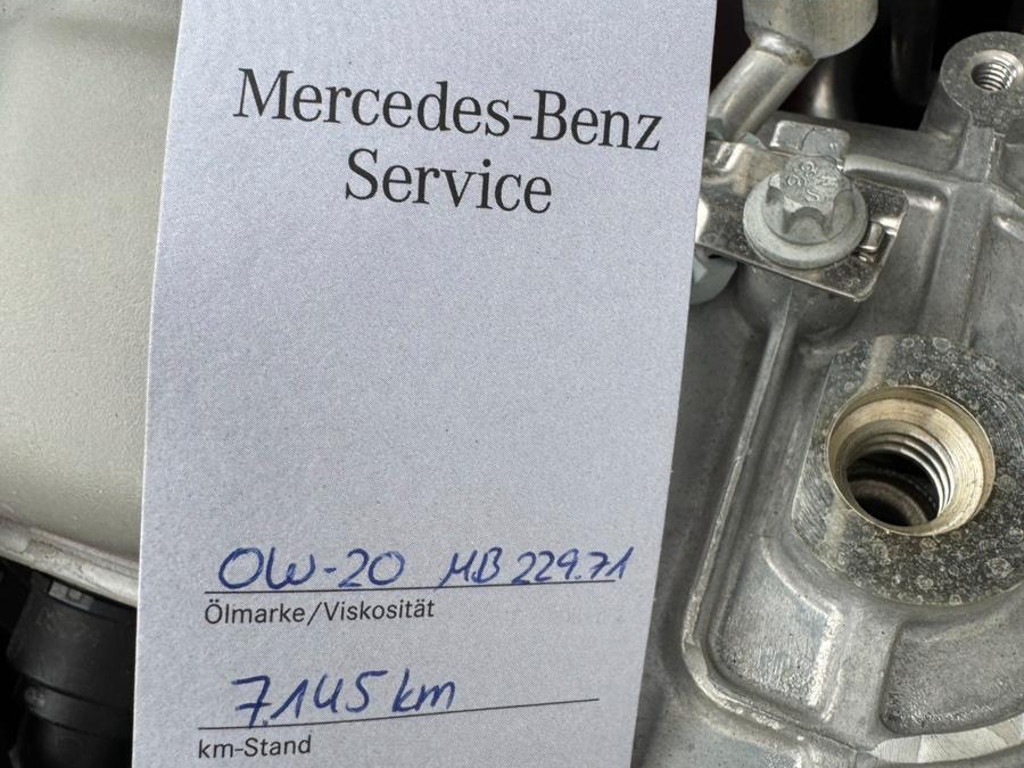 Mercedes-Benz
Service
0W-20 MB 229.71
Ölmarke/Viskosität
7.145 km
km-Stand